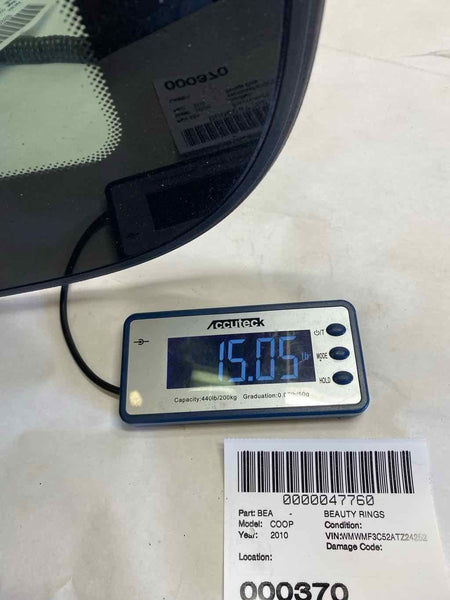 000370
Accuteck
15.05 lb
⏻/T
MODE
HOLD
Capacity:440lb/200kg Graduation:
0000047760
Part: BEA - BEAUTY RINGS
Model: COOP Condition:
Year: 2010 VIN:WMWMF3C52ATZ24252
Damage Code:
Location:
000370